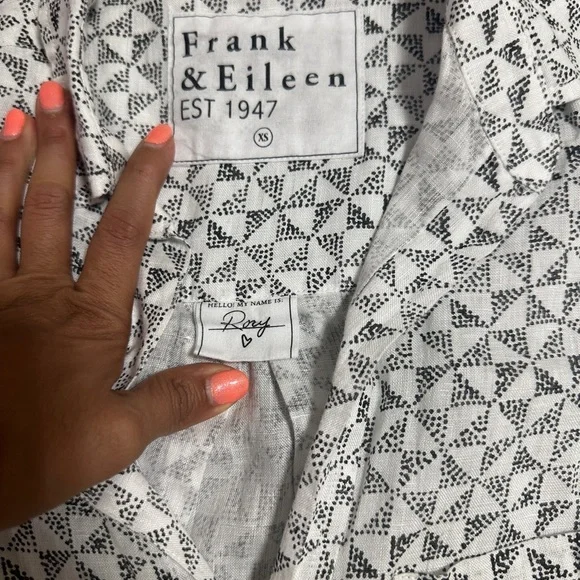 Frank
& Eileen
EST 1947
XS
HELLO! MY NAME IS:
Rory